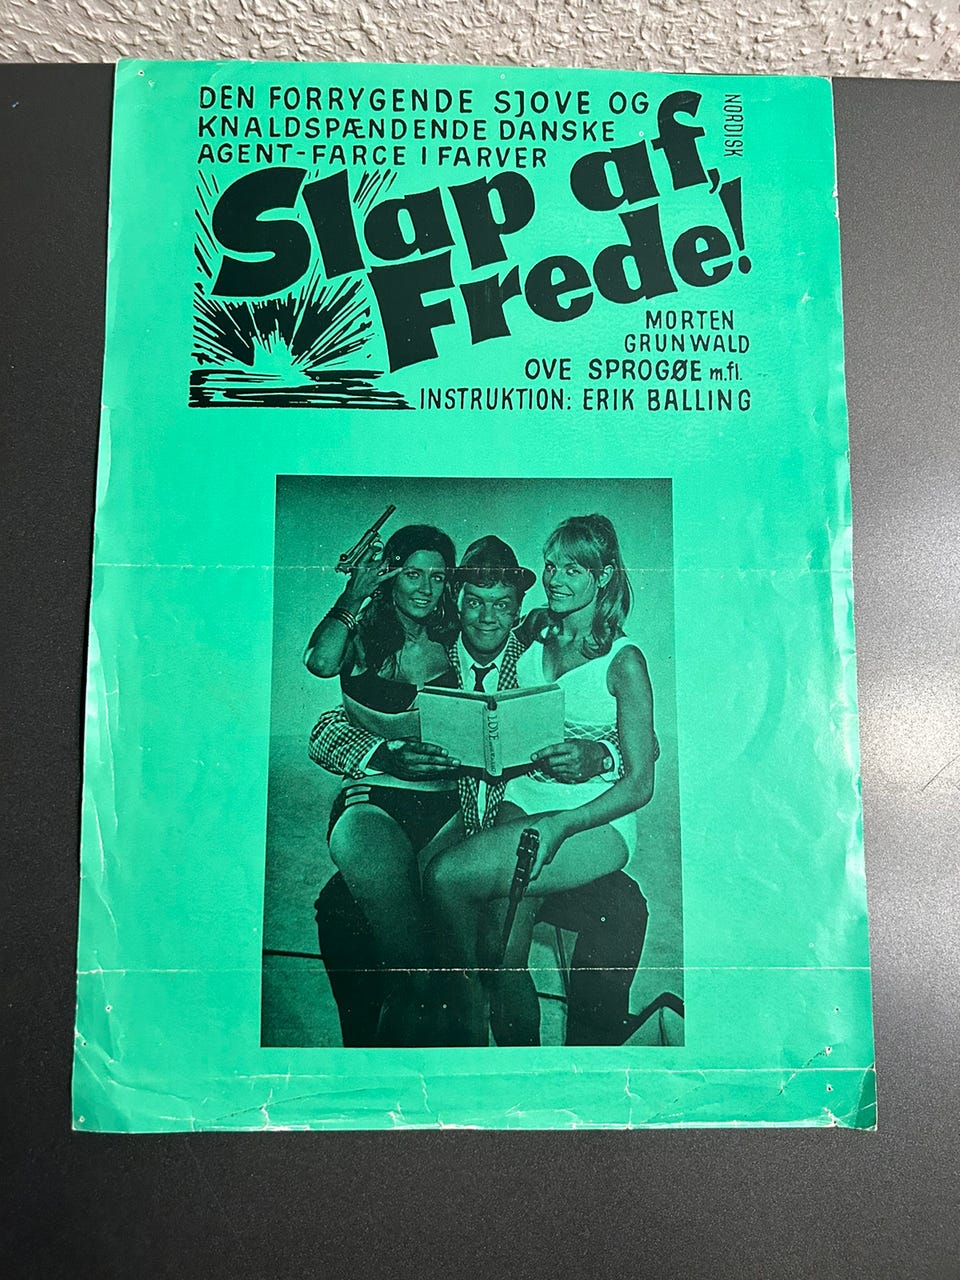 DEN FORRYGENDE SJOVE OG
KNALDSPÆNDENDE DANSKE
AGENT-FARCE I FARVER
NORDISK
Slap af,
Frede!
MORTEN
GRUNWALD
OVE SPROGØE m.fl.
INSTRUKTION: ERIK BALLING
LOVE